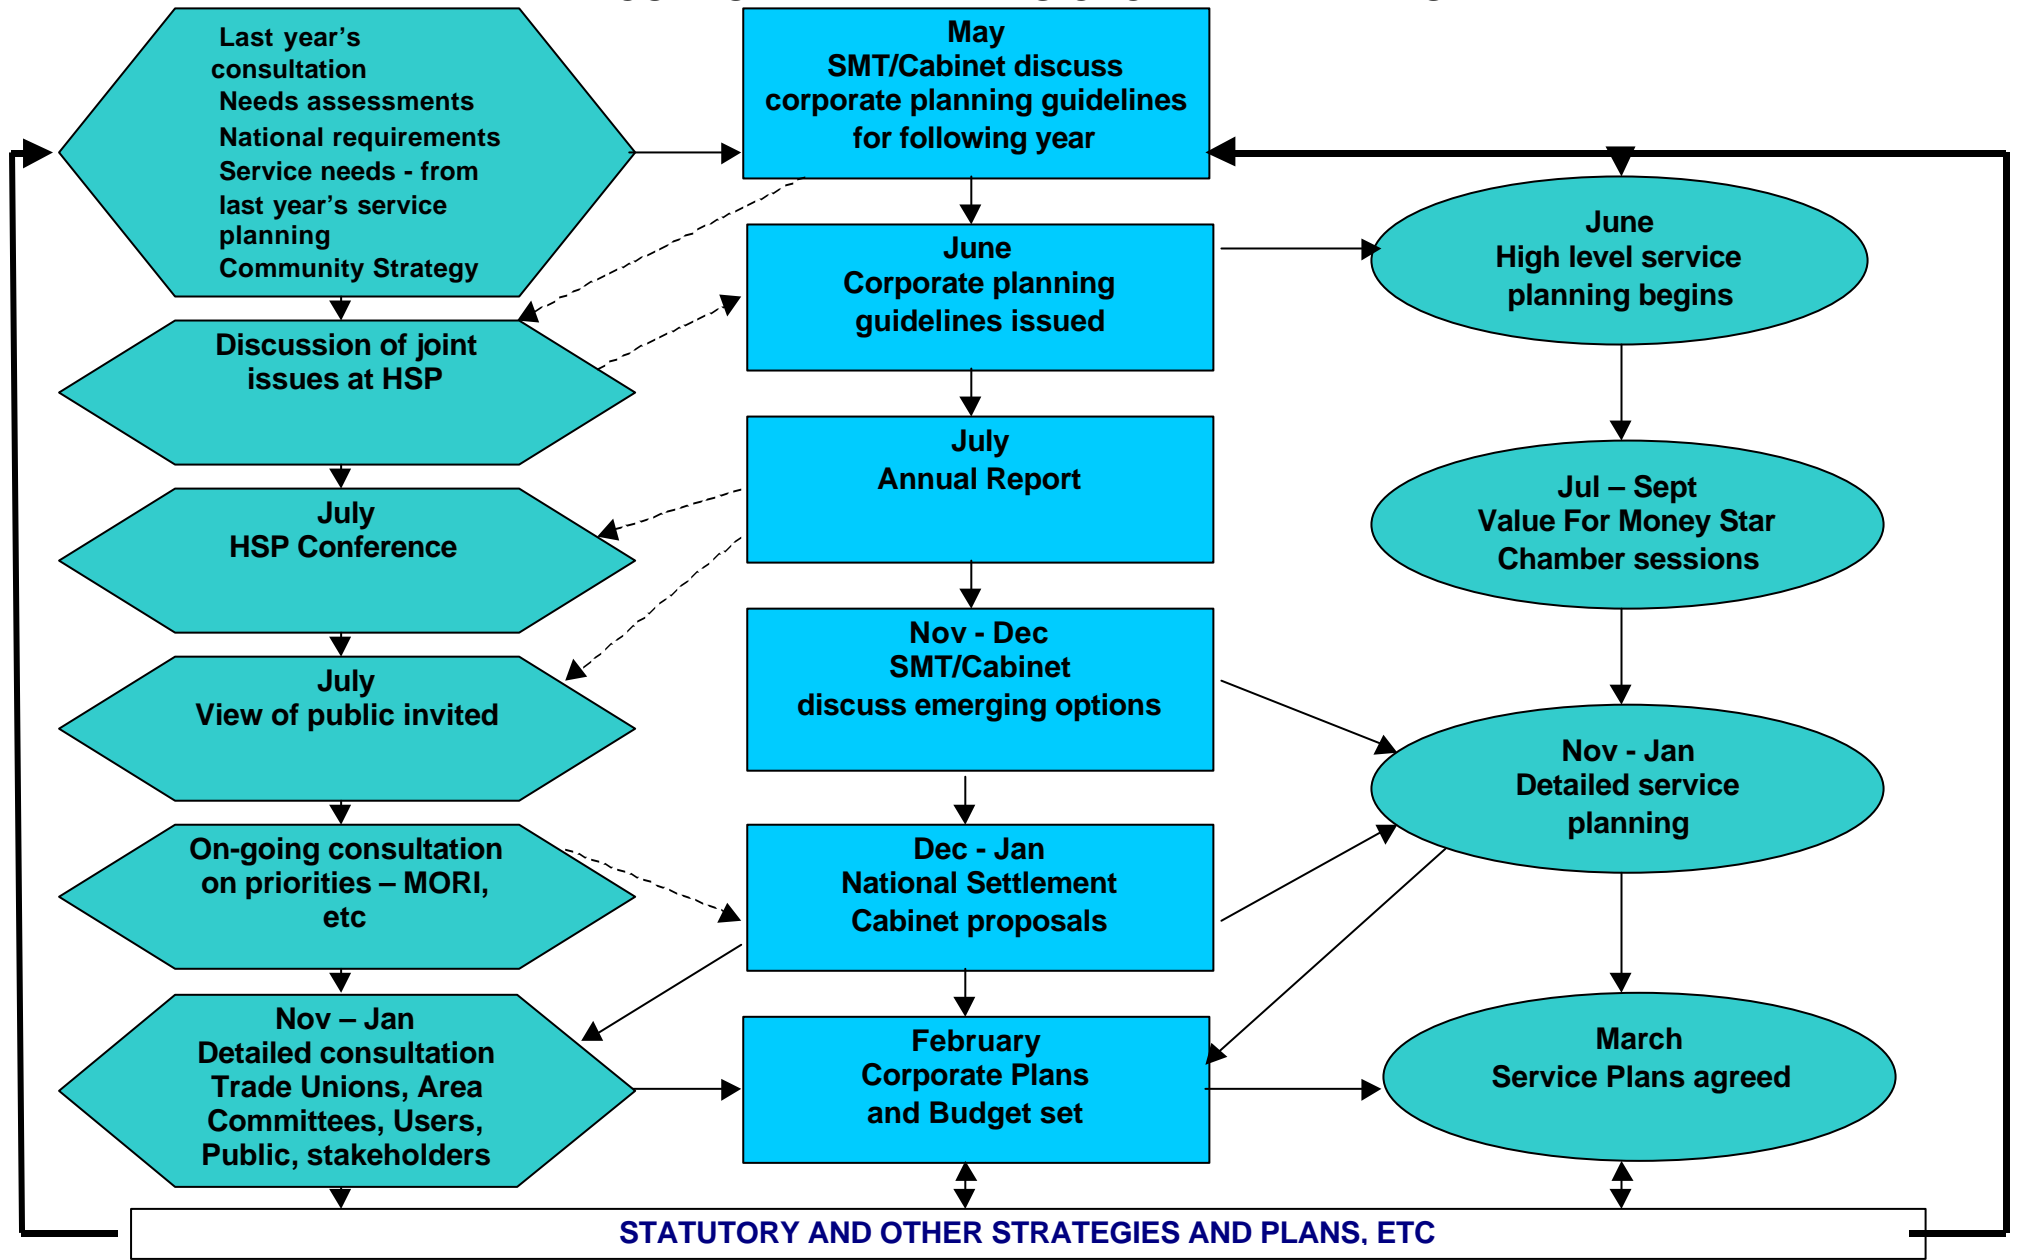 Last year's
consultation
Needs assessments
National requirements
Service needs - from
last year's service
planning
Community Strategy
Discussion of joint
issues at HSP
July
HSP Conference
July
View of public invited
On-going consultation
on priorities – MORI,
etc
Nov – Jan
Detailed consultation
Trade Unions, Area
Committees, Users,
Public, stakeholders
May
SMT/Cabinet discuss
corporate planning guidelines
for following year
June
Corporate planning
guidelines issued
July
Annual Report
Nov - Dec
SMT/Cabinet
discuss emerging options
Dec - Jan
National Settlement
Cabinet proposals
February
Corporate Plans
and Budget set
June
High level service
planning begins
Jul – Sept
Value For Money Star
Chamber sessions
Nov - Jan
Detailed service
planning
March
Service Plans agreed
STATUTORY AND OTHER STRATEGIES AND PLANS, ETC